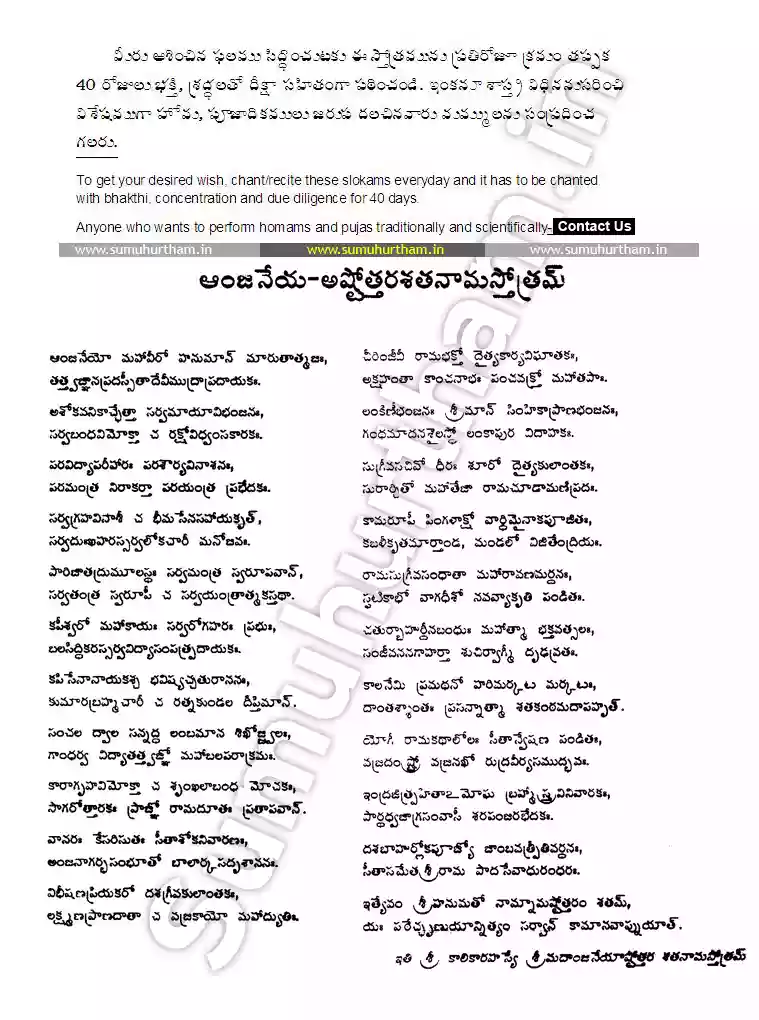 మీరు ఆశించిన ఫలము సిద్ధించుటకు ఈ స్తోత్రమును ప్రతిరోజూ క్రమం తప్పక
40 రోజులు భక్తి, శ్రద్ధలతో దీక్షా సహితంగా పఠించండి. ఇంకనూ శాస్త్ర విధిననుసరించి
విశేషముగా హోమ, పూజాదికములు జరుప దలచినవారు మమ్ములను సంప్రదించ
గలరు.
To get your desired wish, chant/recite these slokams everyday and it has to be chanted
with bhakthi, concentration and due diligence for 40 days.
Anyone who wants to perform homams and pujas traditionally and scientifically- Contact Us
www.sumuhurtham.in www.sumuhurtham.in www.sumuhurtham.in
ఆంజనేయ-అష్టోత్తరశతనామస్తోత్రమ్
ఆంజనేయో మహావీరో హనుమాన్ మారుతాత్మజః,
తత్త్వజ్ఞానప్రదస్సీతాదేవీముద్రాప్రదాయకః.
అశోకవనికాచ్ఛేత్తా సర్వమాయావిభంజనః,
సర్వబంధవిమోక్తా చ రక్షోవిధ్వంసకారకః.
పరవిద్యాపరీహారః పరశౌర్యవినాశనః,
పరమంత్ర నిరాకర్తా పరయంత్ర ప్రభేదకః.
సర్వగ్రహవినాశీ చ భీమసేనసహాయకృత్,
సర్వదుఃఖహరస్సర్వలోకచారీ మనోజవః.
పారిజాతద్రుమూలస్థః సర్వమంత్ర స్వరూపవాన్,
సర్వతంత్ర స్వరూపీ చ సర్వయంత్రాత్మకస్తథా.
కపీశ్వరో మహాకాయః సర్వరోగహరః ప్రభుః,
బలసిద్ధికరస్సర్వవిద్యాసంపత్ప్రదాయకః.
కపిసేనానాయకశ్చ భవిష్యచ్చతురాననః,
కుమారబ్రహ్మచారీ చ రత్నకుండల దీప్తిమాన్.
సంచల ద్వాల సన్నద్ధ లంబమాన శిఖోజ్జ్వలః,
గాంధర్వ విద్యాతత్త్వజ్ఞో మహాబలపరాక్రమః.
కారాగృహవిమోక్తా చ శృంఖలాబంధ మోచకః,
సాగరోత్తారకః ప్రాజ్ఞో రామదూతః ప్రతాపవాన్.
వానరః కేసరిసుతః సీతాశోకనివారణః,
అంజనాగర్భసంభూతో బాలార్కసదృశాననః.
విభీషణప్రియకరో దశగ్రీవకులాంతకః,
లక్ష్మణప్రాణదాతా చ వజ్రకాయో మహాద్యుతిః.
చిరంజీవీ రామభక్తో దైత్యకార్యవిఘాతకః,
అక్షహంతా కాంచనాభః పంచవక్త్రో మహాతపాః.
లంకిణీభంజనః శ్రీమాన్ సింహికాప్రాణభంజనః,
గంధమాదనశైలస్థో లంకాపుర విదాహకః.
సుగ్రీవసచివో ధీరః శూరో దైత్యకులాంతకః,
సురార్చితో మహాతేజా రామచూడామణిప్రదః.
కామరూపీ పింగళాక్షో వార్ధిమైనాకపూజితః,
కబళీకృతమార్తాండ, మండలో విజితేంద్రియః.
రామసుగ్రీవసంధాతా మహారావణమర్దనః,
స్ఫటికాభో వాగధీశో నవవ్యాకృతి పండితః.
చతుర్బాహుర్దీనబంధుః మహాత్మా భక్తవత్సలః,
సంజీవననగాహర్తా శుచిర్వాగ్మీ దృఢవ్రతః.
కాలనేమి ప్రమథనో హరిమర్కట మర్కటః,
దాంతశ్శాంతః ప్రసన్నాత్మా శతకంఠమదాపహృత్.
యోగీ రామకథాలోలః సీతాన్వేషణ పండితః,
వజ్రదంష్ట్రో వజ్రనఖో రుద్రవీర్యసముద్భవః.
ఇంద్రజిత్ప్రహితాఽమోఘ బ్రహ్మాస్త్రవినివారకః,
పార్థధ్వజాగ్రసంవాసీ శరపంజరభేదకః.
దశబాహుర్లోకపూజ్యో జాంబవత్ప్రీతివర్ధనః,
సీతాసమేత శ్రీరామ పాదసేవాధురంధరః.
ఇత్యేవం శ్రీహనుమతో నామ్నామష్టోత్తరం శతమ్,
యః పఠేచ్ఛృణుయాన్నిత్యం సర్వాన్ కామానవాప్నుయాత్.
ఇతి శ్రీ కాలికారహస్యే శ్రీమదాంజనేయాష్టోత్తర శతనామస్తోత్రమ్
Sumuhurtham.in